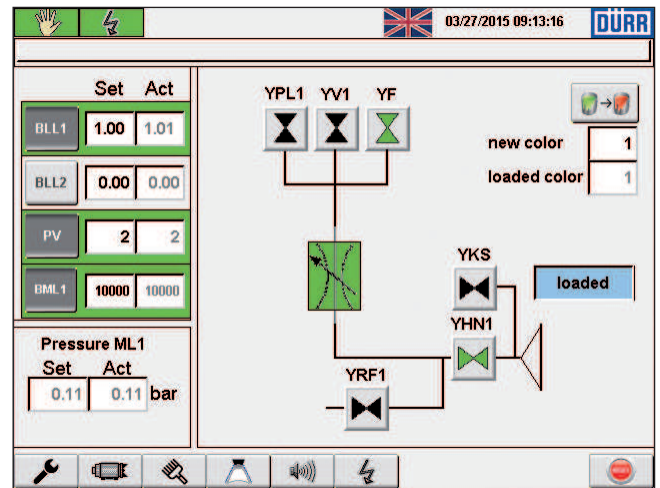 03/27/2015 09:13:16 DÜRR
Set Act
BLL1 1.00 1.01
BLL2 0.00 0.00
PV 2 2
BML1 10000 10000
Pressure ML1
Set Act
0.11 0.11 bar
YPL1 YV1 YF
new color 1
loaded color 1
YKS
loaded
YHN1
YRF1